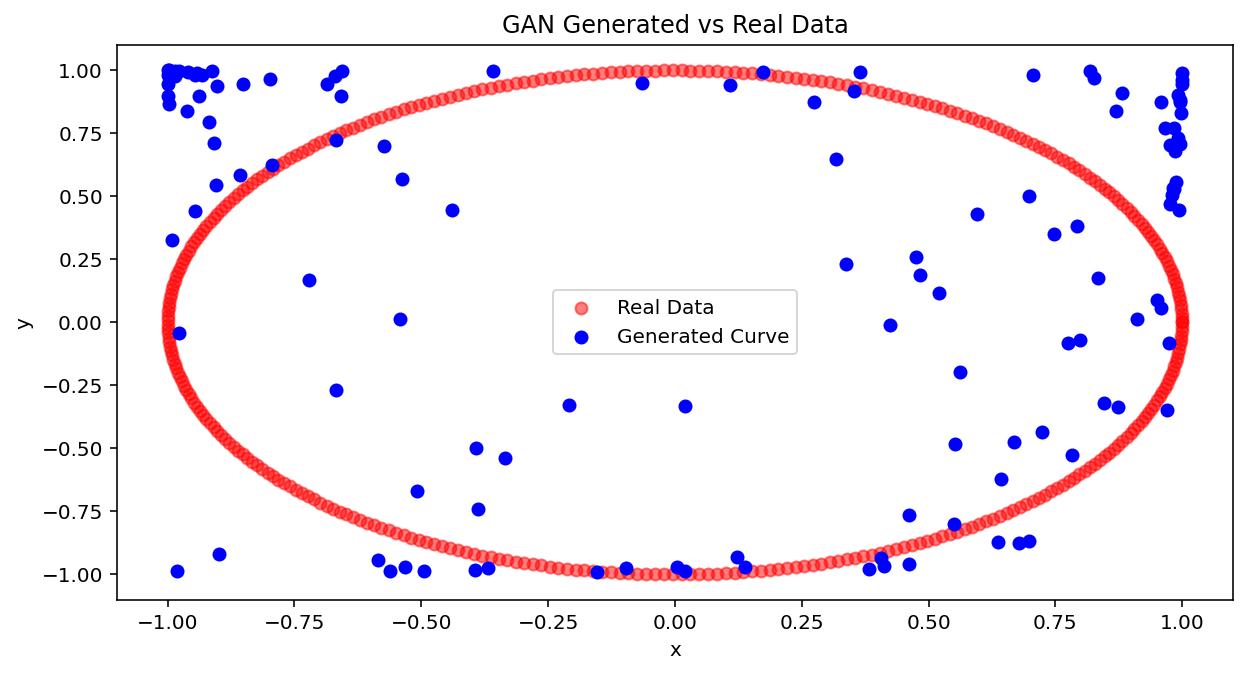 GAN Generated vs Real Data
1.00
0.75
0.50
0.25
0.00
−0.25
−0.50
−0.75
−1.00
y
Real Data
Generated Curve
−1.00 −0.75 −0.50 −0.25 0.00 0.25 0.50 0.75 1.00
x